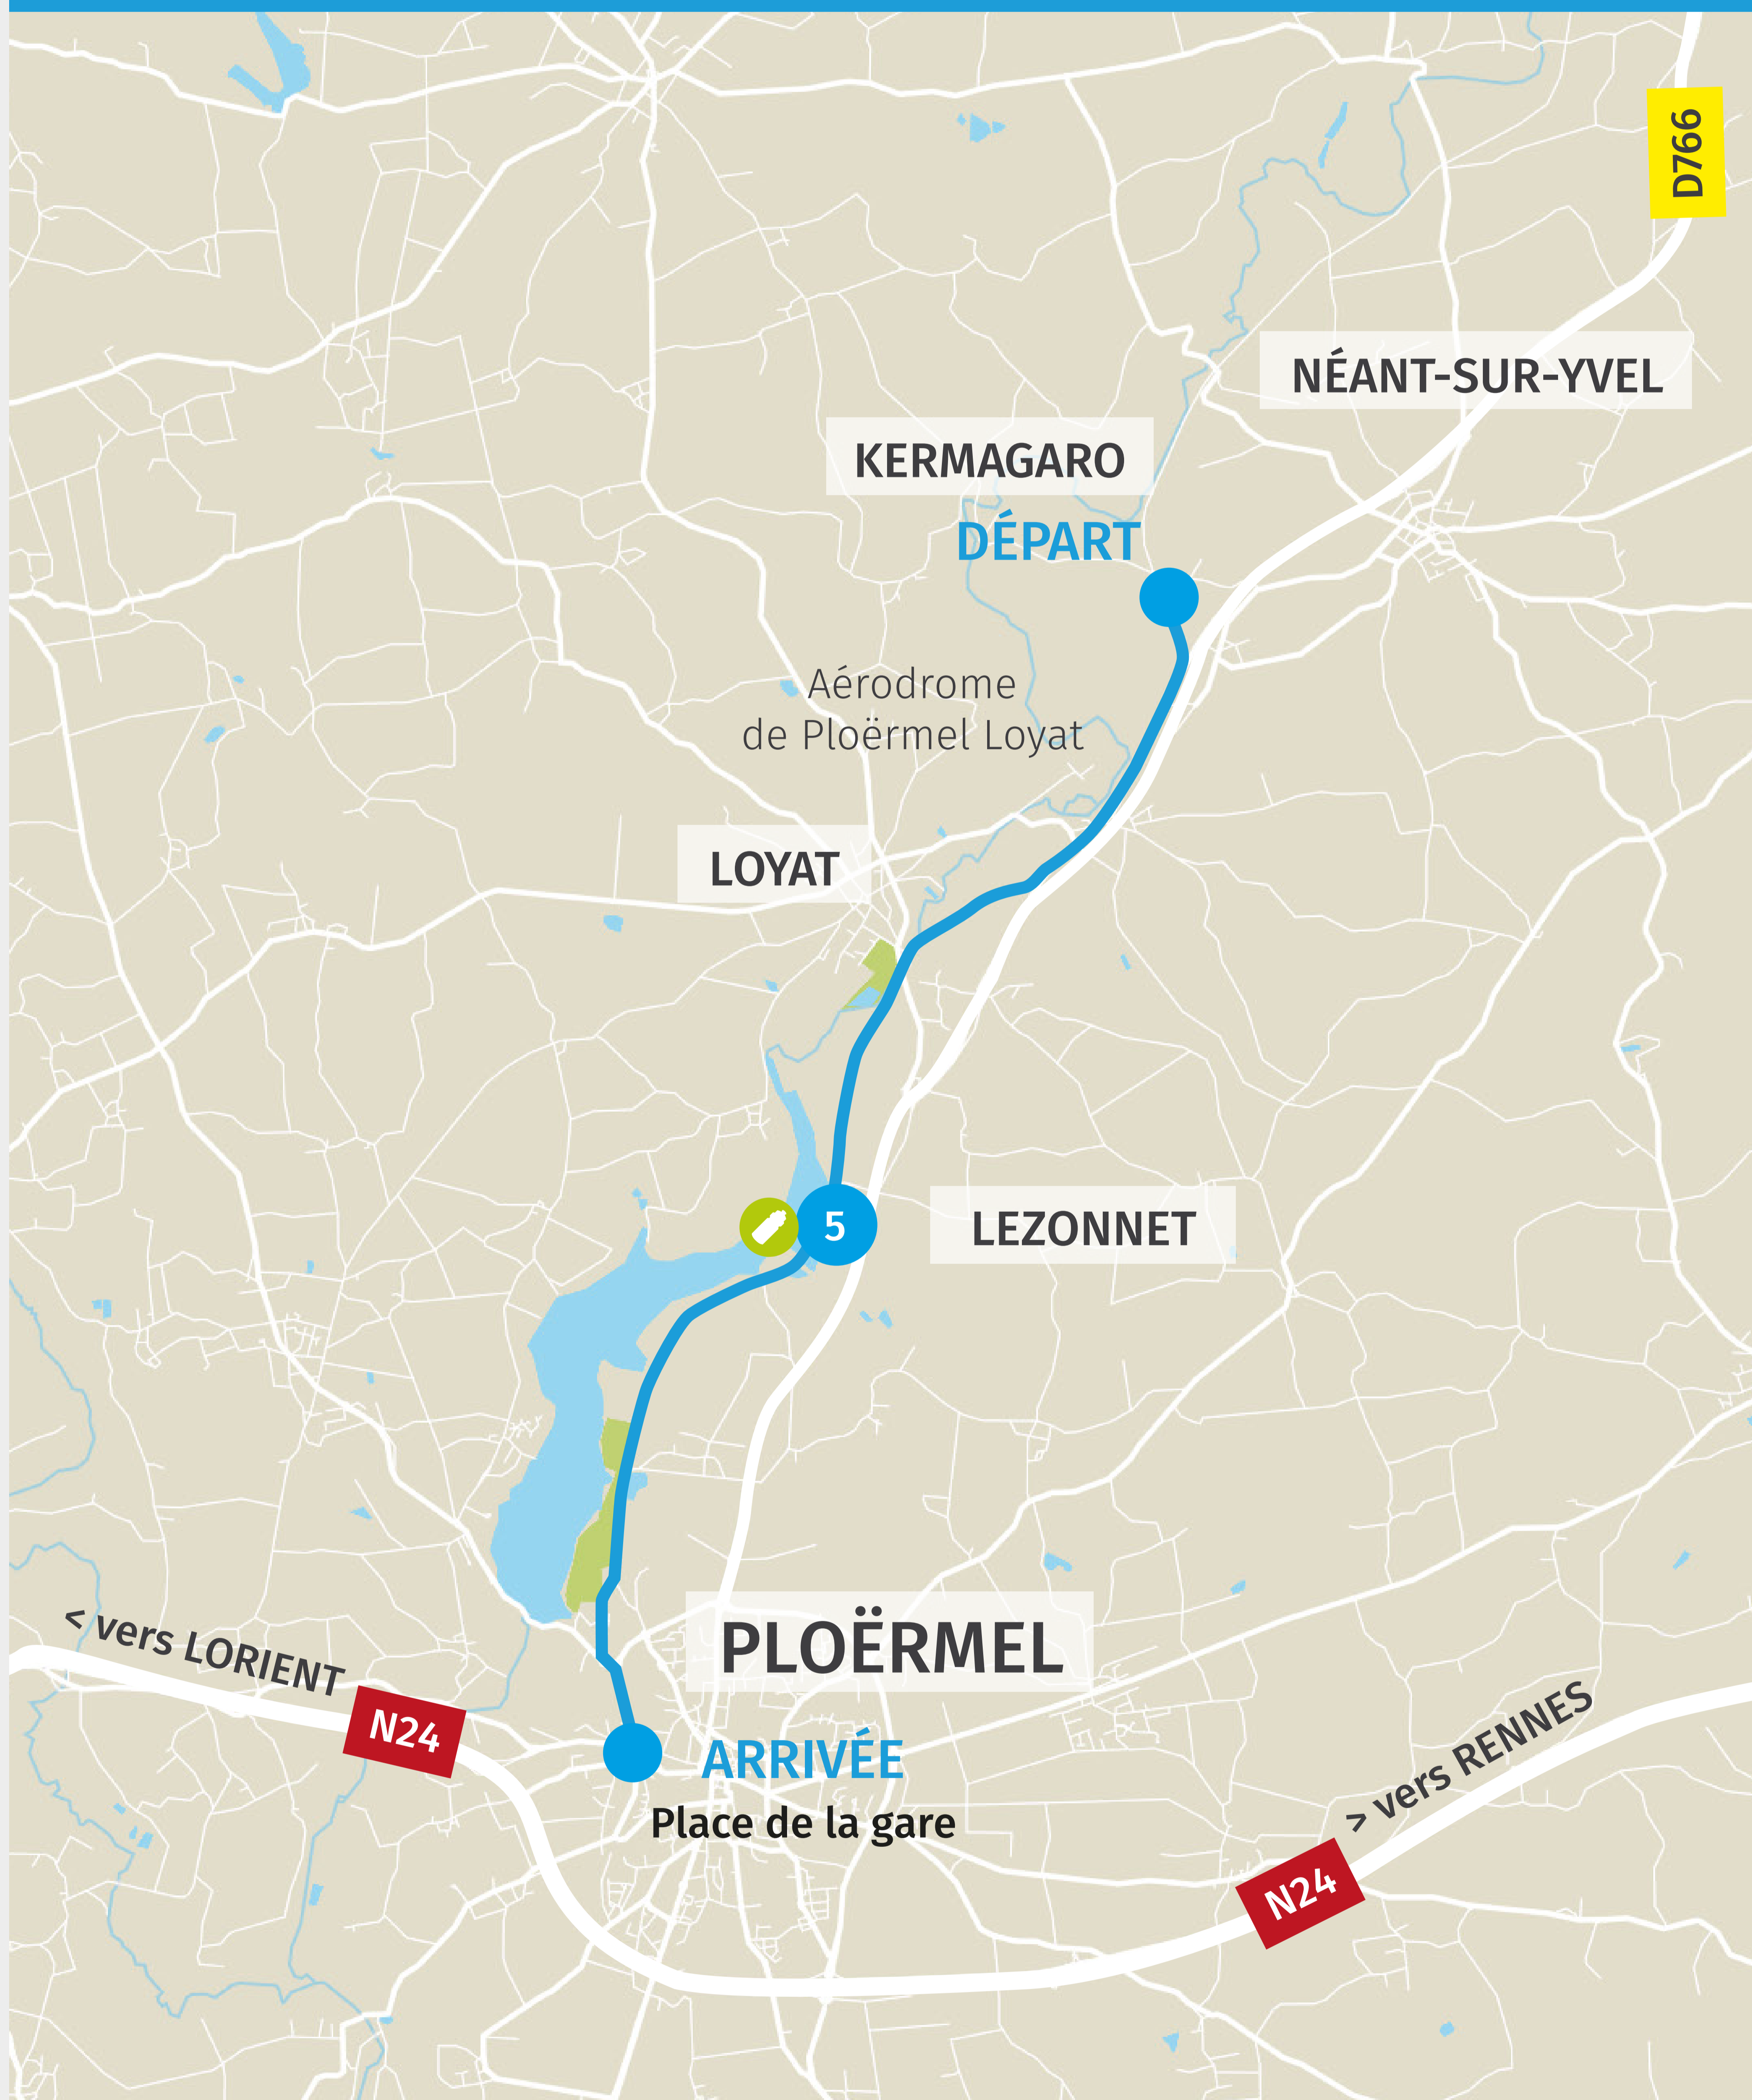 D766
NÉANT-SUR-YVEL
KERMAGARO
DÉPART
Aérodrome
de Ploërmel Loyat
LOYAT
5
LEZONNET
PLOËRMEL
< vers LORIENT
N24
ARRIVÉE
Place de la gare
> vers RENNES
N24